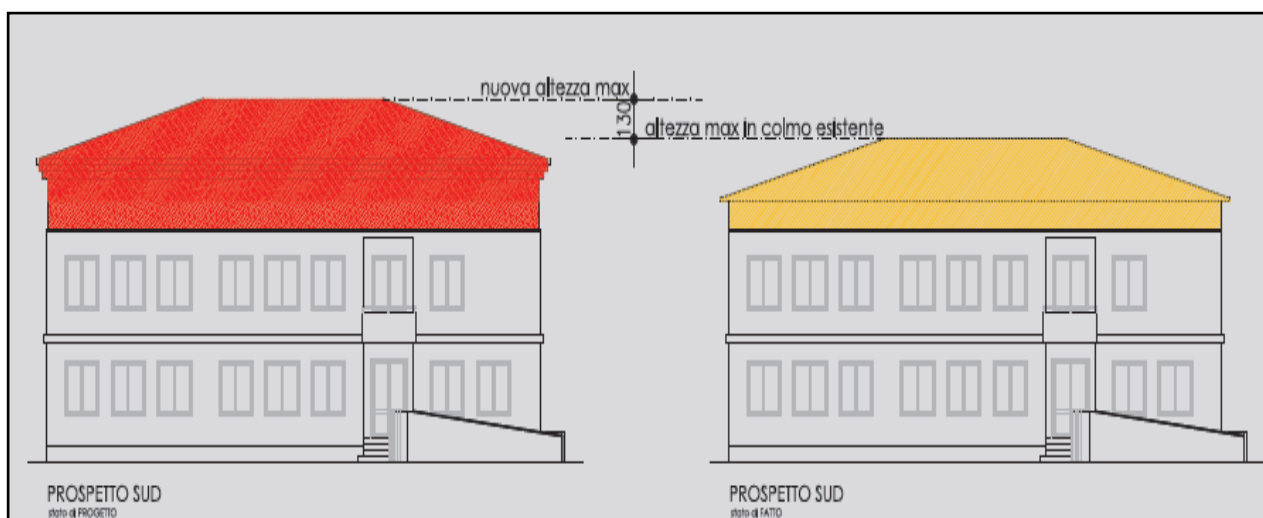 nuova altezza max
130
altezza max in colmo esistente
PROSPETTO SUD
stato di PROGETTO
PROSPETTO SUD
stato di FATTO